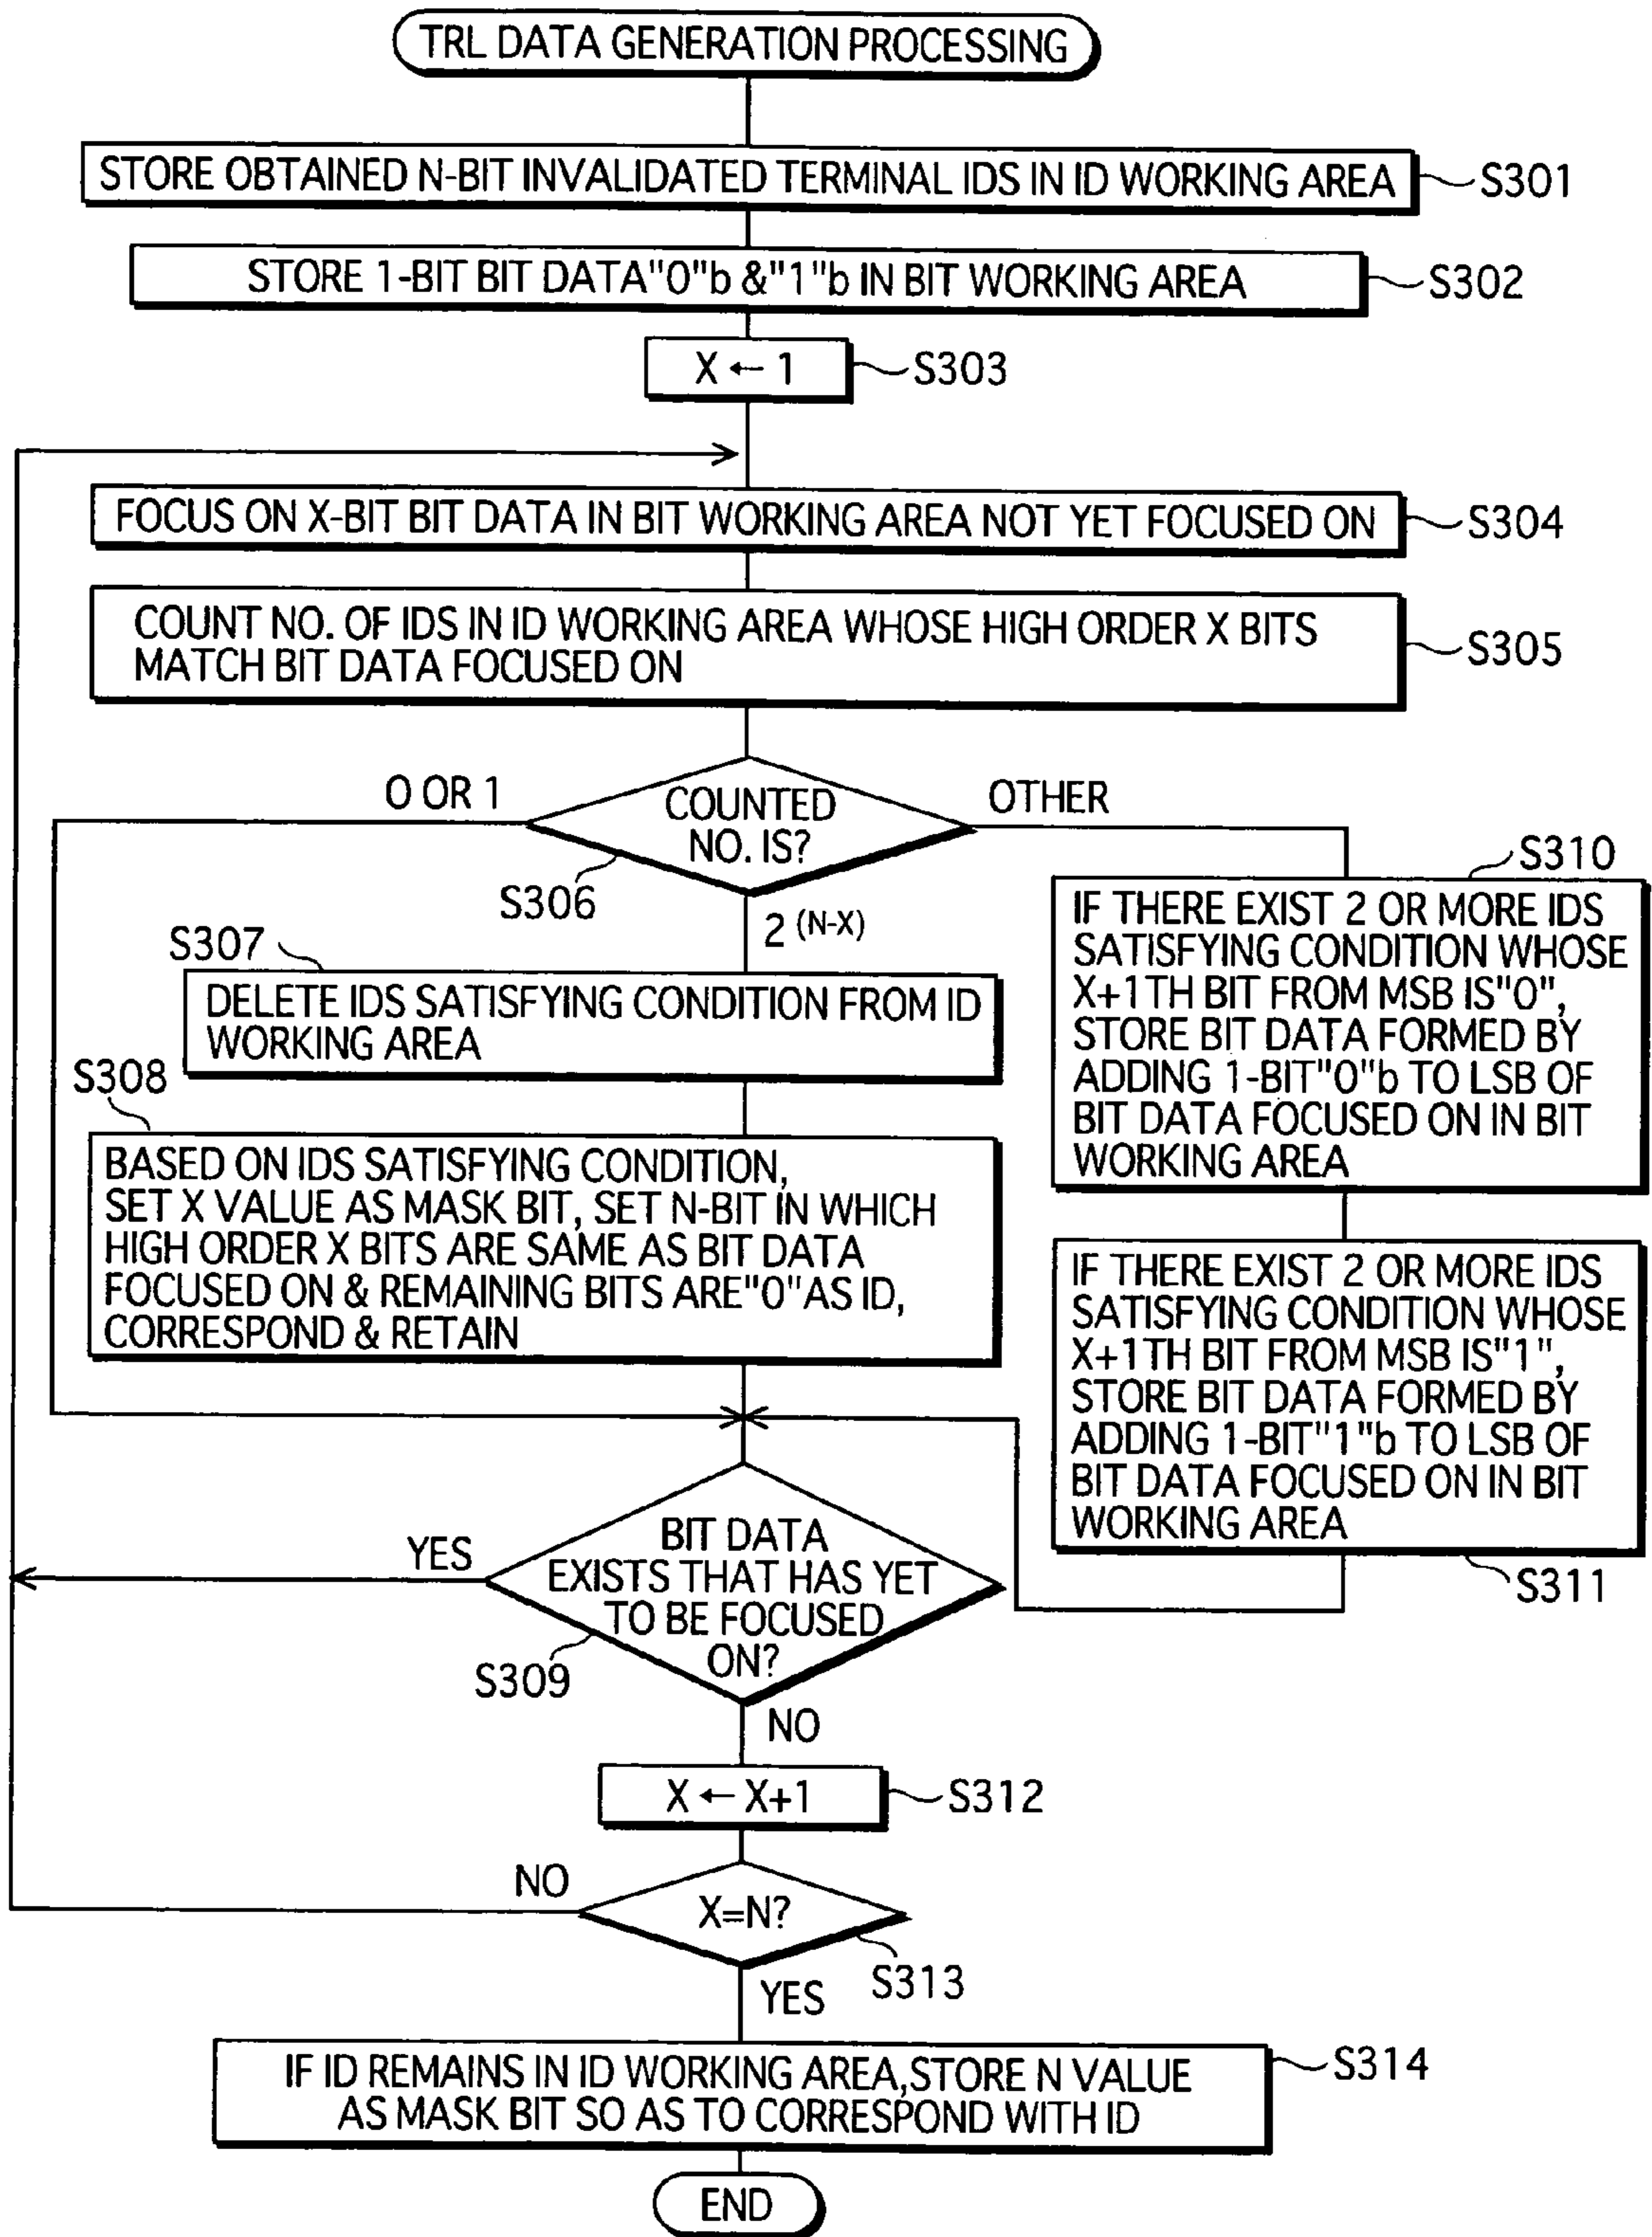 TRL DATA GENERATION PROCESSING
STORE OBTAINED N-BIT INVALIDATED TERMINAL IDS IN ID WORKING AREA
S301
STORE 1-BIT BIT DATA"0"b &"1"b IN BIT WORKING AREA
S302
X ← 1
S303
FOCUS ON X-BIT BIT DATA IN BIT WORKING AREA NOT YET FOCUSED ON
S304
COUNT NO. OF IDS IN ID WORKING AREA WHOSE HIGH ORDER X BITS
MATCH BIT DATA FOCUSED ON
S305
0 OR 1
COUNTED
NO. IS?
OTHER
S306
2 (N-X)
S307
DELETE IDS SATISFYING CONDITION FROM ID
WORKING AREA
S308
BASED ON IDS SATISFYING CONDITION,
SET X VALUE AS MASK BIT, SET N-BIT IN WHICH
HIGH ORDER X BITS ARE SAME AS BIT DATA
FOCUSED ON & REMAINING BITS ARE"0"AS ID,
CORRESPOND & RETAIN
S310
IF THERE EXIST 2 OR MORE IDS
SATISFYING CONDITION WHOSE
X+1TH BIT FROM MSB IS"0",
STORE BIT DATA FORMED BY
ADDING 1-BIT"0"b TO LSB OF
BIT DATA FOCUSED ON IN BIT
WORKING AREA
IF THERE EXIST 2 OR MORE IDS
SATISFYING CONDITION WHOSE
X+1TH BIT FROM MSB IS"1",
STORE BIT DATA FORMED BY
ADDING 1-BIT"1"b TO LSB OF
BIT DATA FOCUSED ON IN BIT
WORKING AREA
S311
YES
BIT DATA
EXISTS THAT HAS YET
TO BE FOCUSED
ON?
S309
NO
X ← X+1
S312
NO
X=N?
S313
YES
IF ID REMAINS IN ID WORKING AREA,STORE N VALUE
AS MASK BIT SO AS TO CORRESPOND WITH ID
S314
END